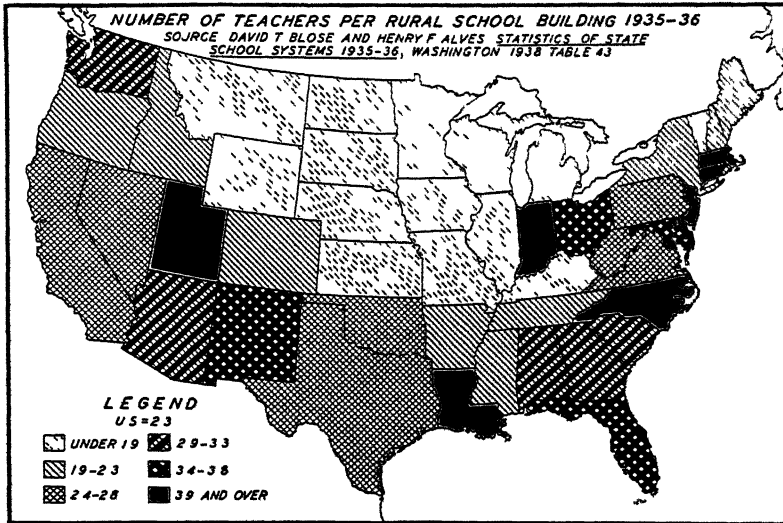 NUMBER OF TEACHERS PER RURAL SCHOOL BUILDING 1935-36
SOURCE DAVID T BLOSE AND HENRY F ALVES STATISTICS OF STATE
SCHOOL SYSTEMS 1935-36, WASHINGTON 1938 TABLE 43
LEGEND
US=23
UNDER 19
29-33
19-23
34-38
24-28
39 AND OVER